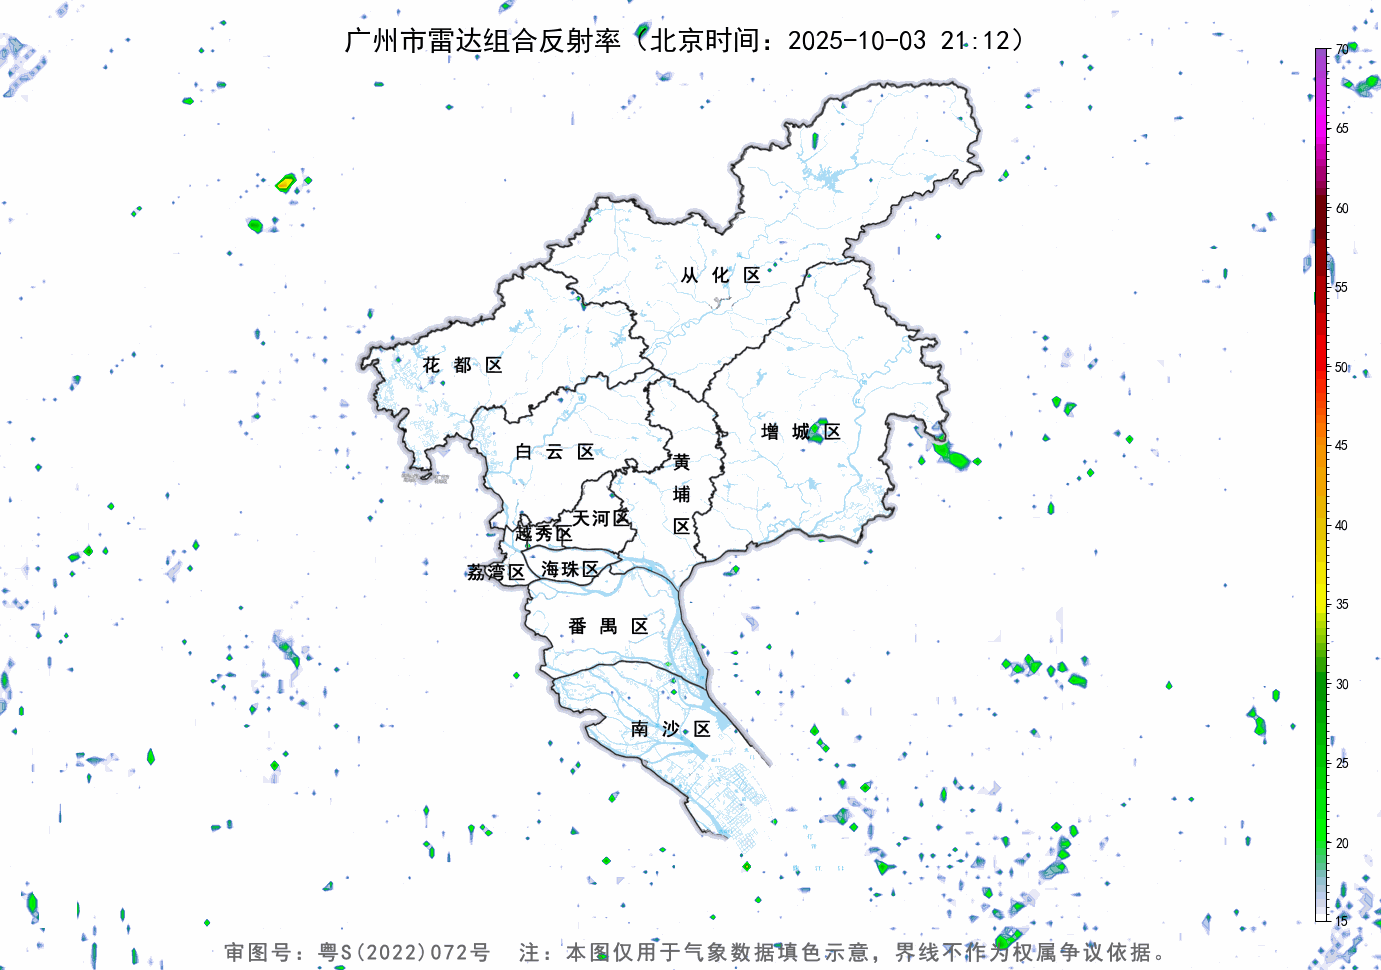 广州市雷达组合反射率（北京时间：2025-10-03 21:12）
70
65
60
55
50
45
40
35
30
25
20
15
从化区
花都区
增城区
白云区
黄埔区
天河区
越秀区
海珠区
荔湾区
番禺区
南沙区
审图号：粤S(2022)072号 注：本图仅用于气象数据填色示意，界线不作为权属争议依据。